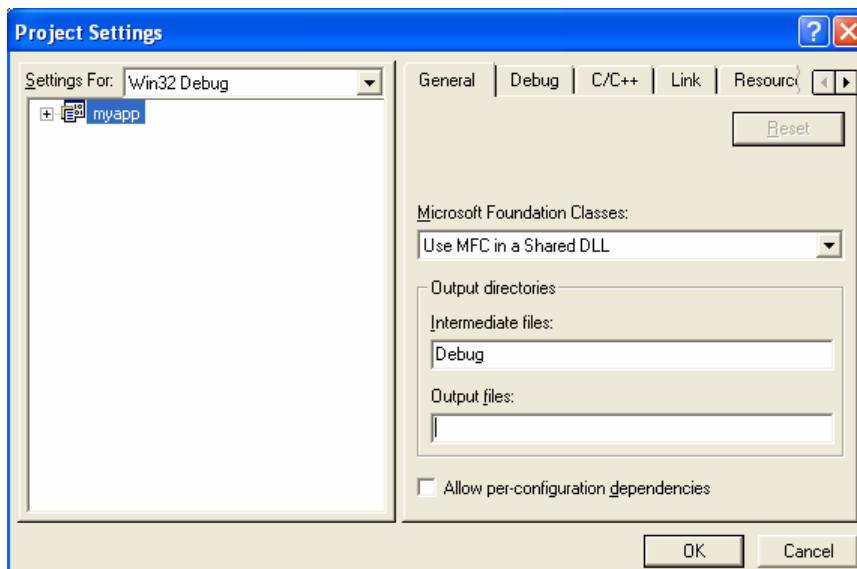 Project Settings
Settings For: Win32 Debug
myapp
General Debug C/C++ Link
Reset
Microsoft Foundation Classes:
Use MFC in a Shared DLL
Output directories
Intermediate files:
Debug
Output files:
Allow per-configuration dependencies
OK Cancel